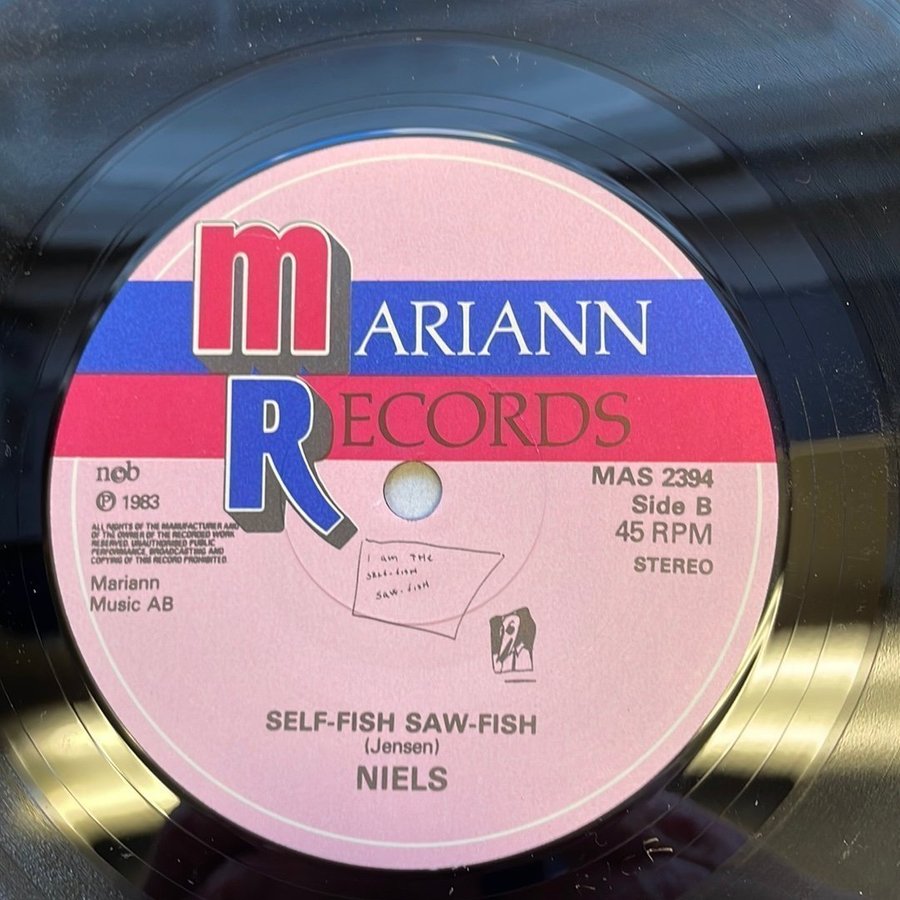 MARIANN
RECORDS
ncb
Ⓟ 1983
ALL RIGHTS OF THE MANUFACTURER AND
OF THE OWNER OF THE RECORDED WORK
RESERVED. UNAUTHORISED PUBLIC
PERFORMANCE, BROADCASTING AND
COPYING OF THIS RECORD PROHIBITED.
Mariann
Music AB
MAS 2394
Side B
45 RPM
STEREO
I am THE
SELF-FISH
SAW-FISH
SELF-FISH SAW-FISH
(Jensen)
NIELS